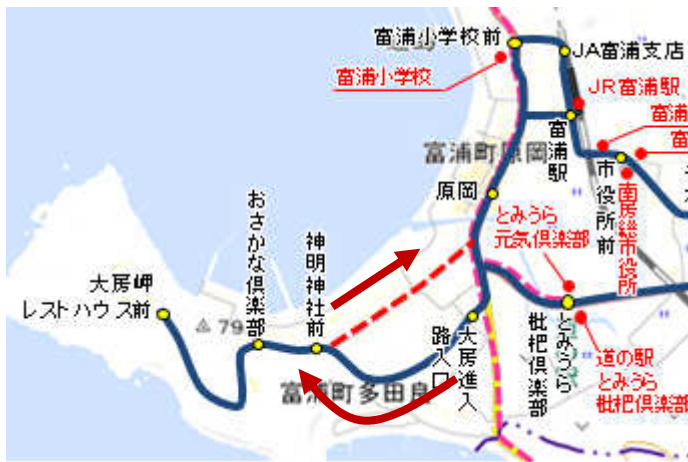 富浦小学校前
JA富浦支店
富浦小学校
JR富浦駅
富浦
富
富浦町原岡
富浦駅
市役所前
南房総市役所
原岡
とみうら
元気倶楽部
おさかな倶楽部
神明神社前
大房岬
レストハウス前
79
大房進入
路入口
とみうら
枇杷倶楽部
道の駅
とみうら
枇杷倶楽部
富浦町多田良